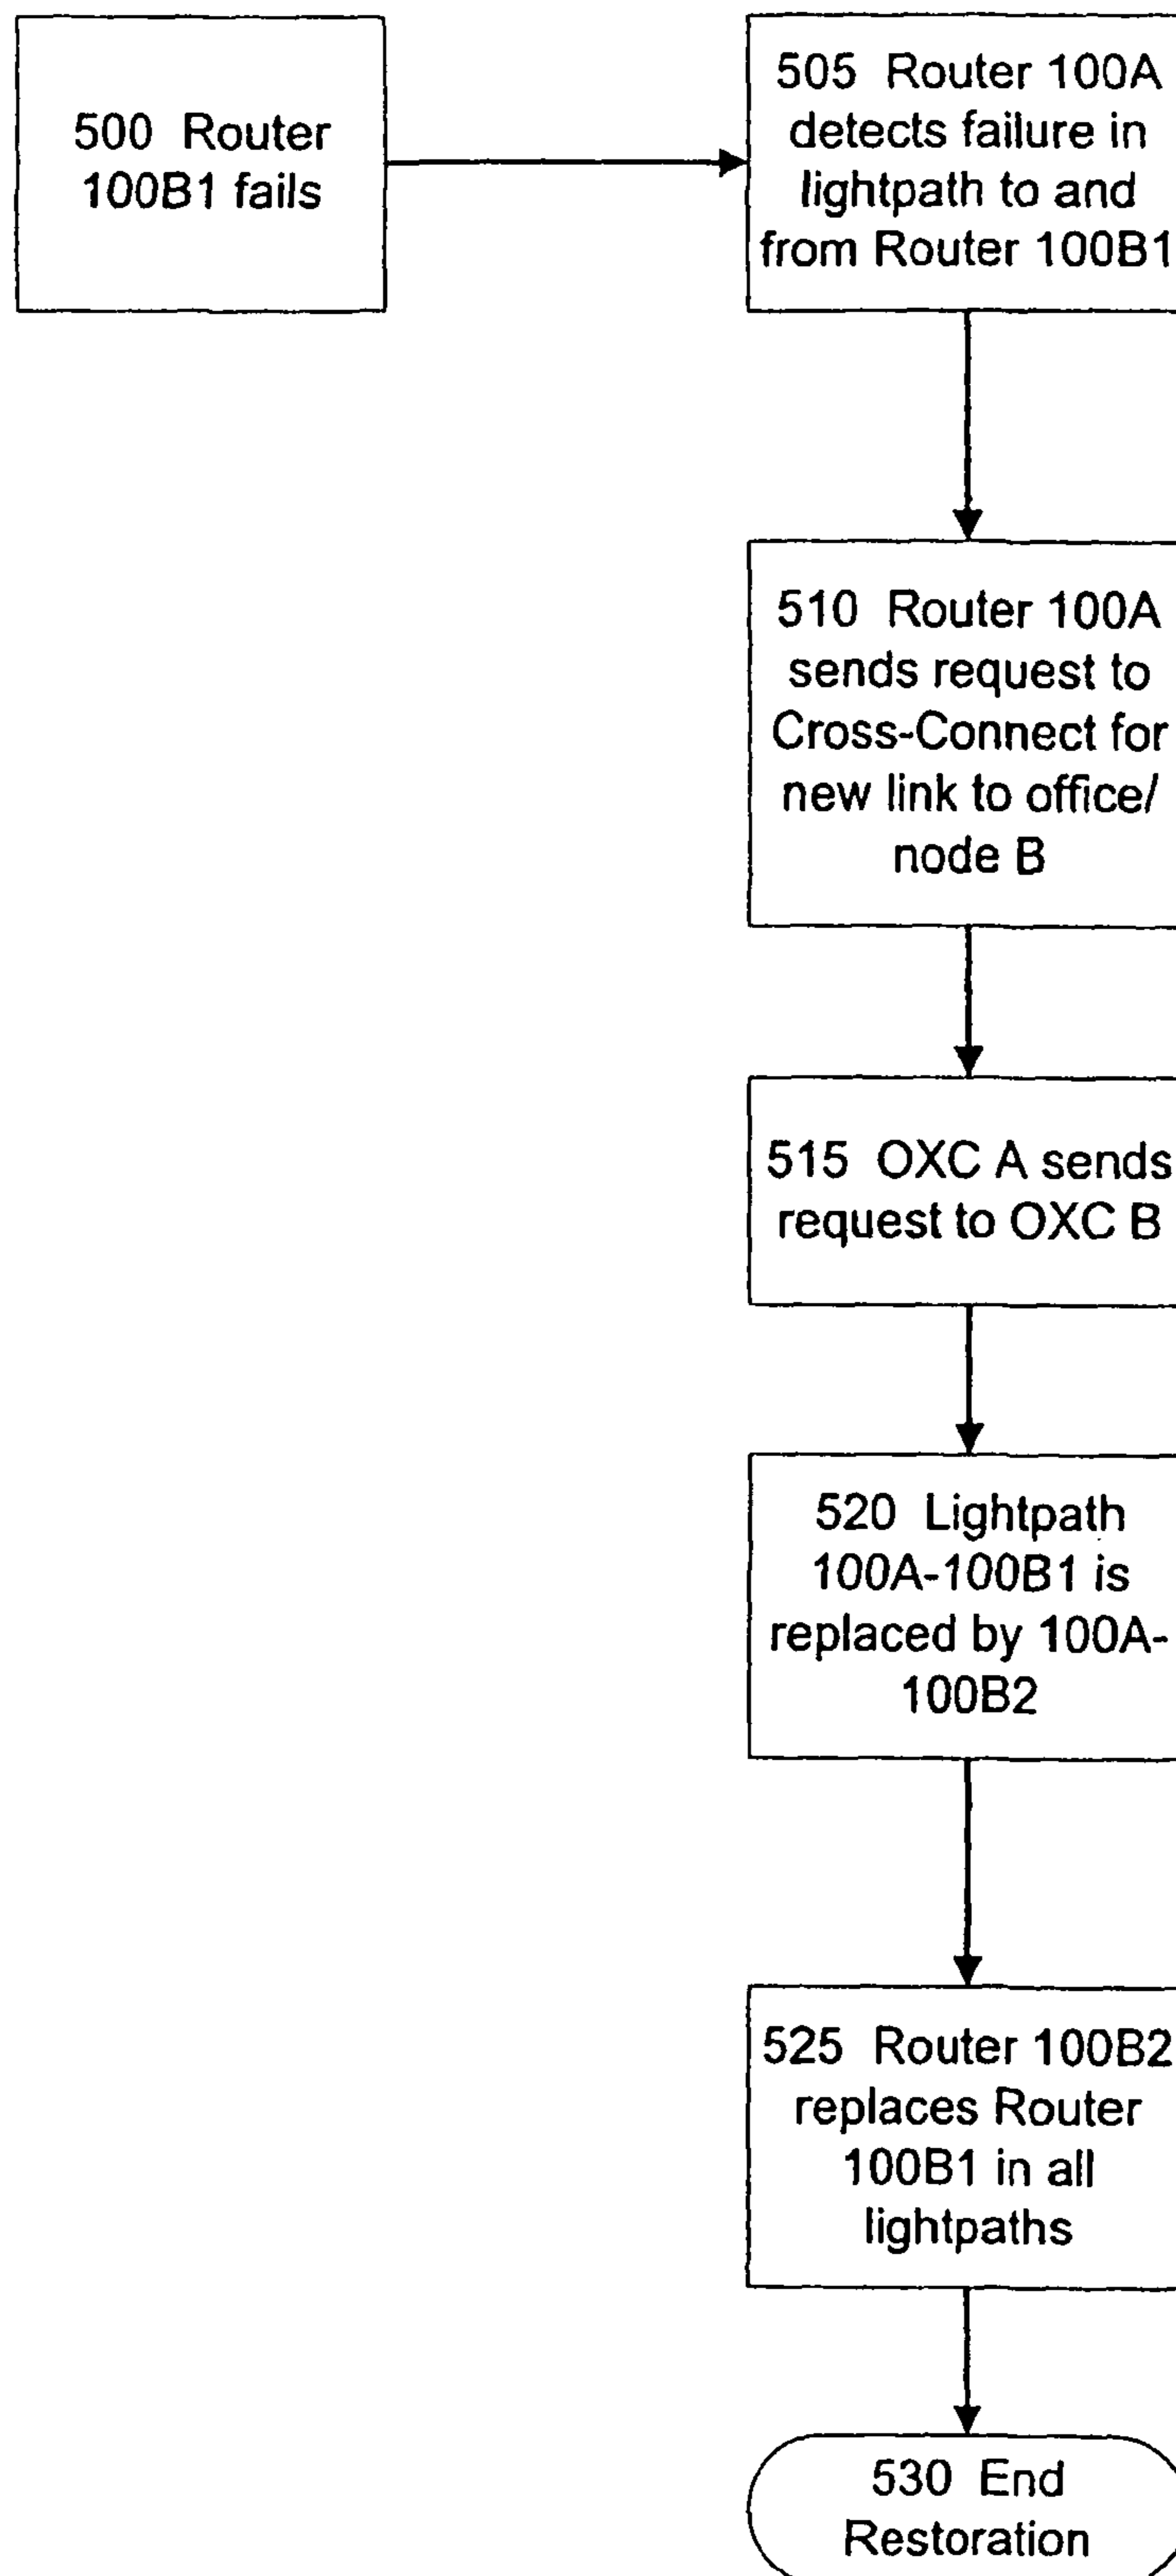 500 Router
100B1 fails
505 Router 100A
detects failure in
lightpath to and
from Router 100B1
510 Router 100A
sends request to
Cross-Connect for
new link to office/
node B
515 OXC A sends
request to OXC B
520 Lightpath
100A-100B1 is
replaced by 100A-
100B2
525 Router 100B2
replaces Router
100B1 in all
lightpaths
530 End
Restoration